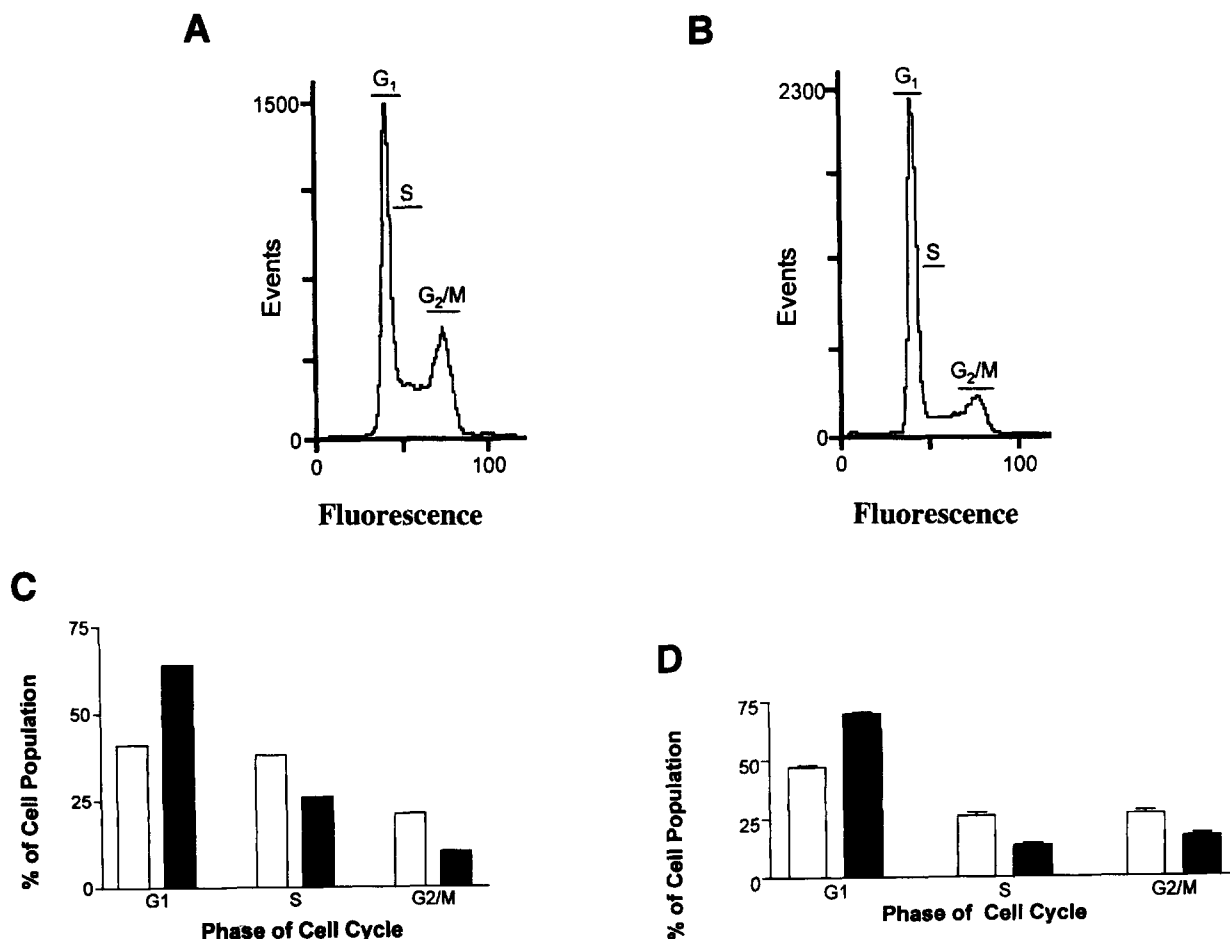 A
G1
1500
S
G2/M
Events
0
0
100
Fluorescence
B
G1
2300
S
G2/M
Events
0
0
100
Fluorescence
C
75
50
25
0
% of Cell Population
G1
S
G2/M
Phase of Cell Cycle
D
75
50
25
0
% of Cell Population
G1
S
G2/M
Phase of Cell Cycle